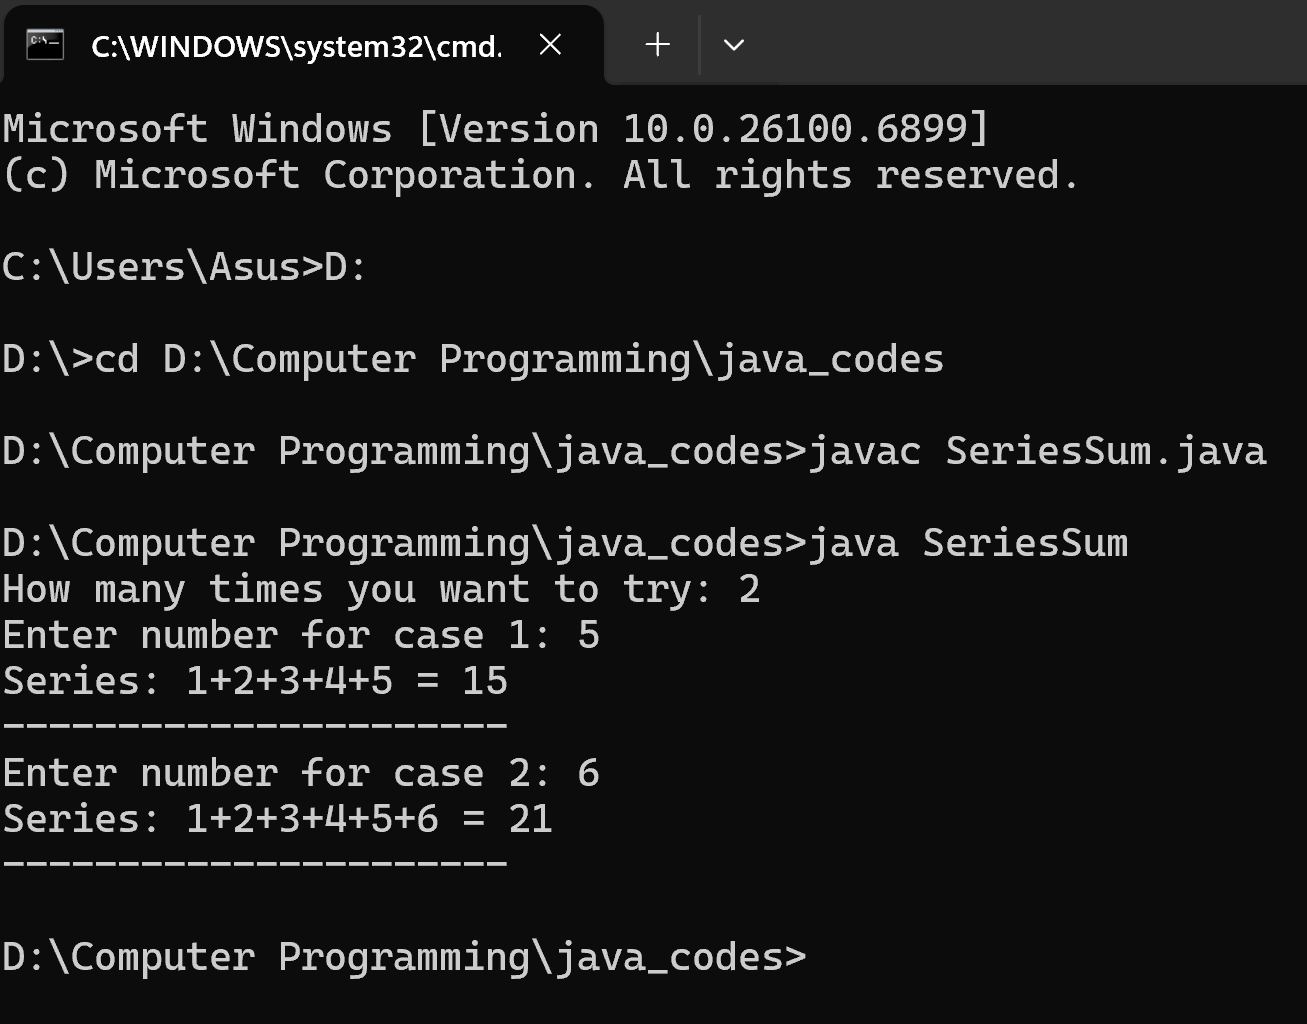 C:\WINDOWS\system32\cmd.
Microsoft Windows [Version 10.0.26100.6899]
(c) Microsoft Corporation. All rights reserved.
C:\Users\Asus>D:
D:\>cd D:\Computer Programming\java_codes
D:\Computer Programming\java_codes>javac SeriesSum.java
D:\Computer Programming\java_codes>java SeriesSum
How many times you want to try: 2
Enter number for case 1: 5
Series: 1+2+3+4+5 = 15
----------------------
Enter number for case 2: 6
Series: 1+2+3+4+5+6 = 21
----------------------
D:\Computer Programming\java_codes>